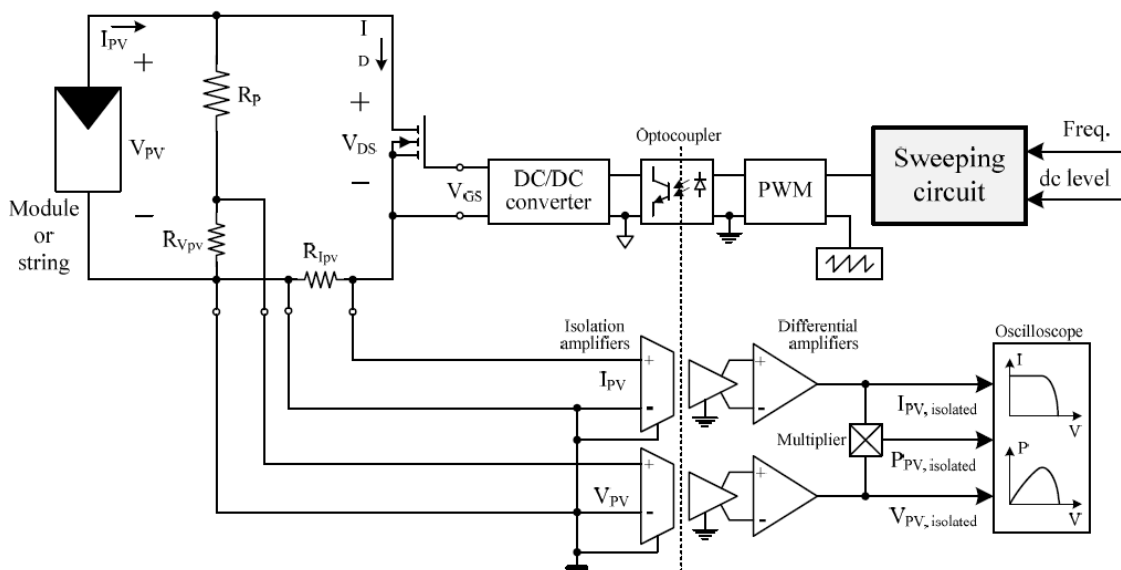 I_PV
+
V_PV
−
Module
or
string
R_P
R_Vpv
R_Ipv
I
D
+
V_DS
−
V_GS
DC/DC
converter
Optocoupler
PWM
Sweeping
circuit
Freq.
dc level
Isolation
amplifiers
Differential
amplifiers
Oscilloscope
+
I_PV
-
+
-
I_PV, isolated
I
V
Multiplier
P_PV, isolated
+
V_PV
-
+
-
V_PV, isolated
P
V